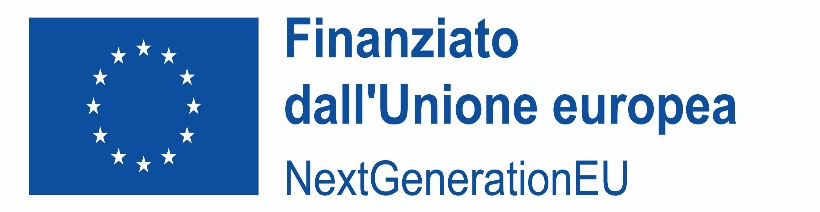 Finanziato
dall'Unione europea
NextGenerationEU